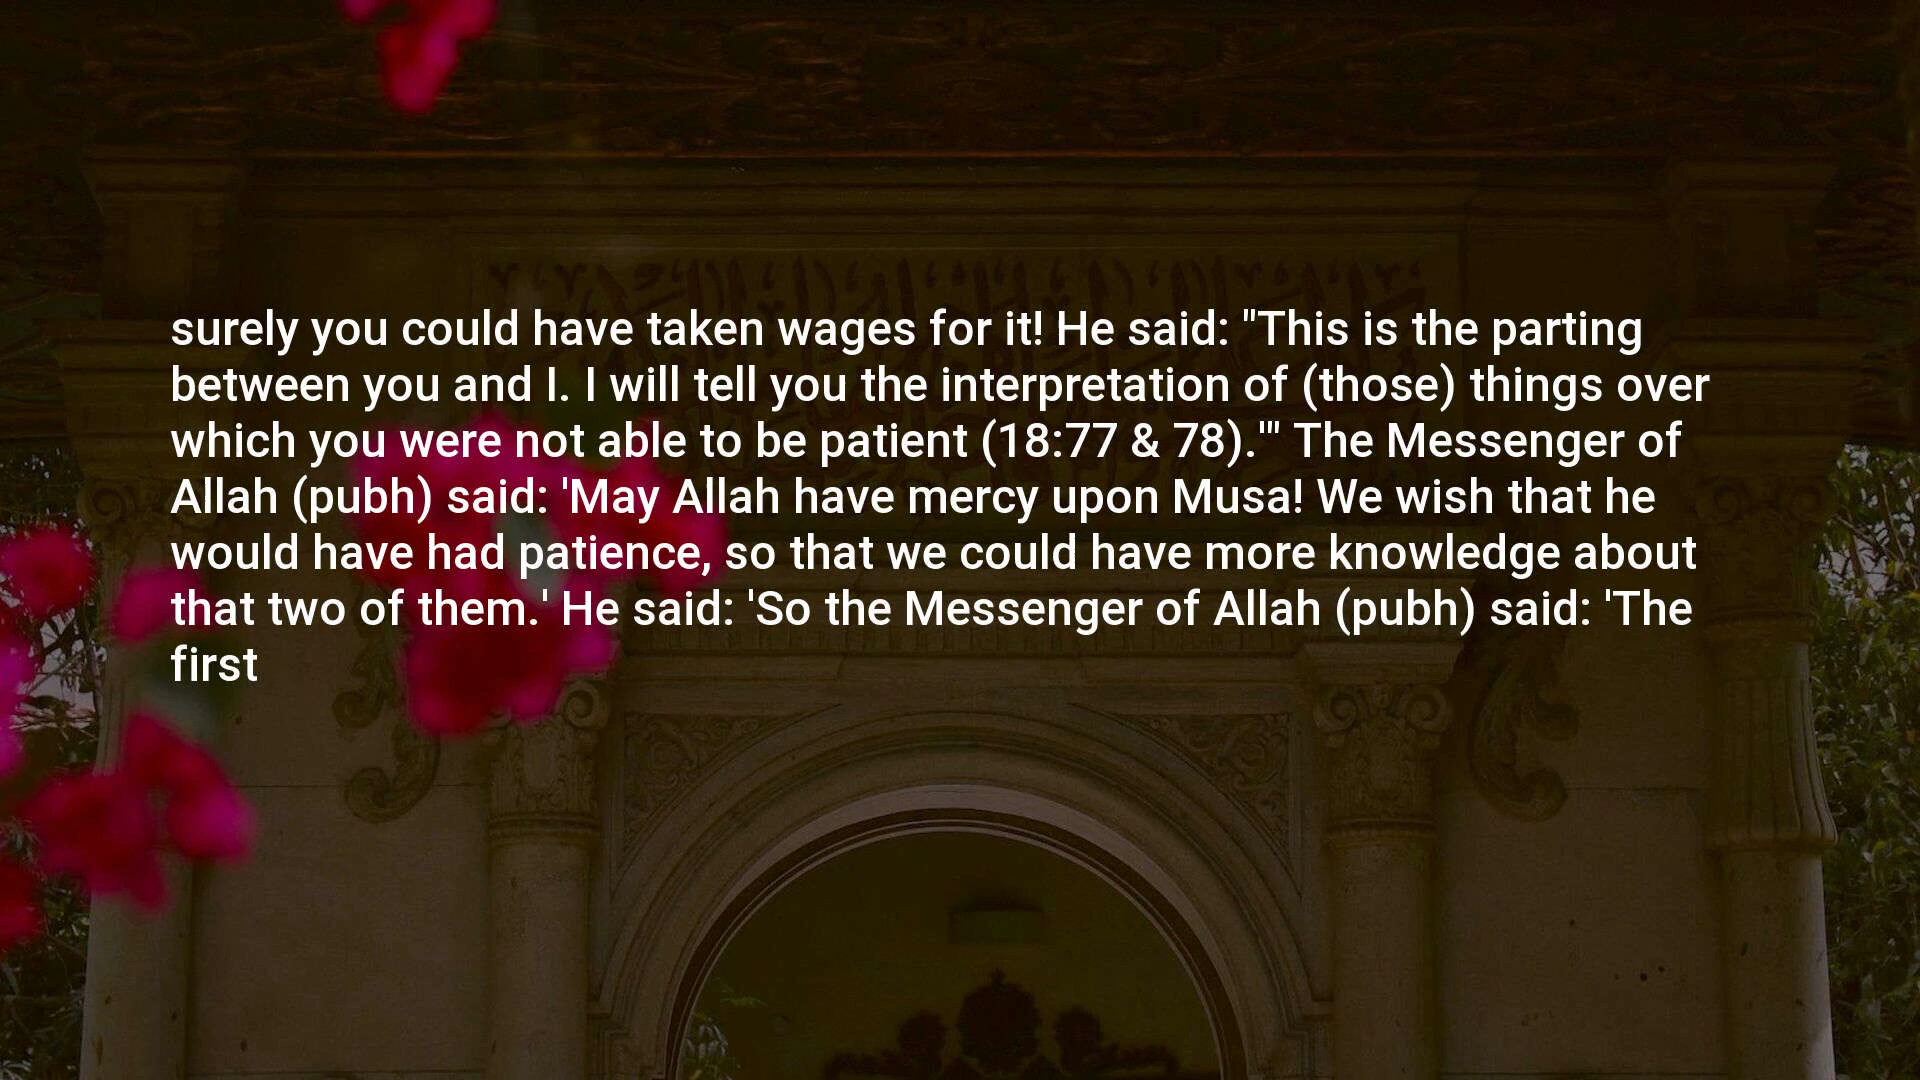 surely you could have taken wages for it! He said: "This is the parting
between you and I. I will tell you the interpretation of (those) things over
which you were not able to be patient (18:77 & 78).'" The Messenger of
Allah (pubh) said: 'May Allah have mercy upon Musa! We wish that he
would have had patience, so that we could have more knowledge about
that two of them.' He said: 'So the Messenger of Allah (pubh) said: 'The
first